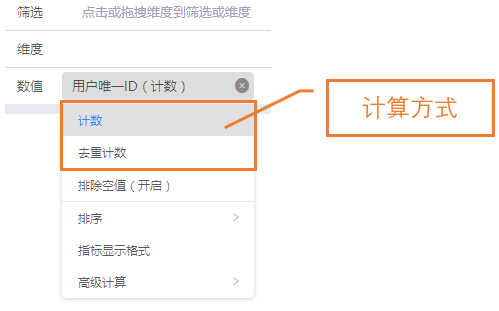 筛选 点击或拖拽维度到筛选或维度
维度
数值 用户唯一ID（计数）
计数
计算方式
去重计数
排除空值（开启）
排序
指标显示格式
高级计算